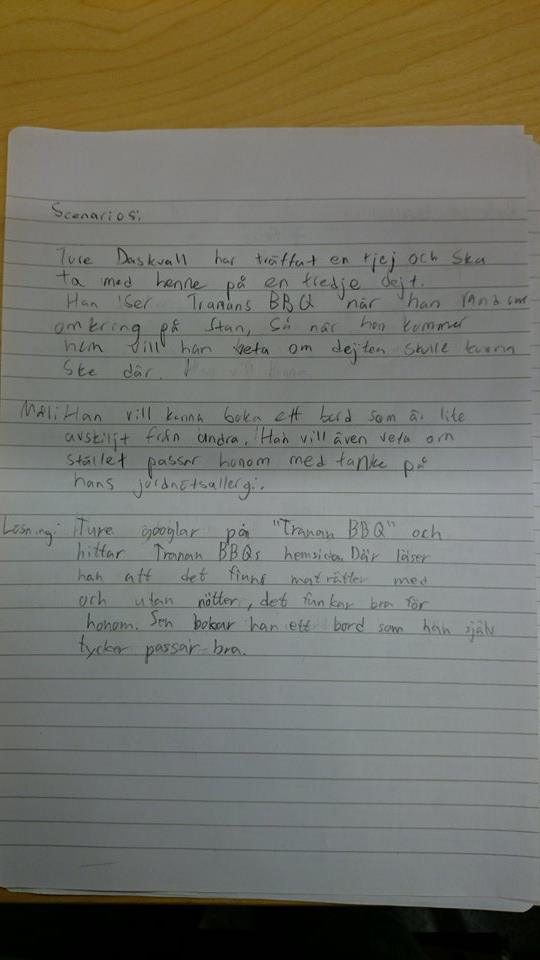 Scenarios:
Ture Daskvall har träffat en tjej och ska
ta med henne på en tredje dejt.
Han ser Tranans BBQ när han
omkring på stan, så när han kommer
hem vill han veta om dejten skulle kunna
ske där.
Mål: Han vill kunna boka ett bord som är lite
avskiljt från andra. Han vill även veta om
stället passar honom med tanke på
hans jordnötsallergi.
Lösning: Ture googlar på "Tranan BBQ" och
hittar Tranan BBQs hemsida. Där läser
han att det finns maträtter med
och utan nötter, det funkar bra för
honom. Sen bokar han ett bord som han själv
tycker passar bra.